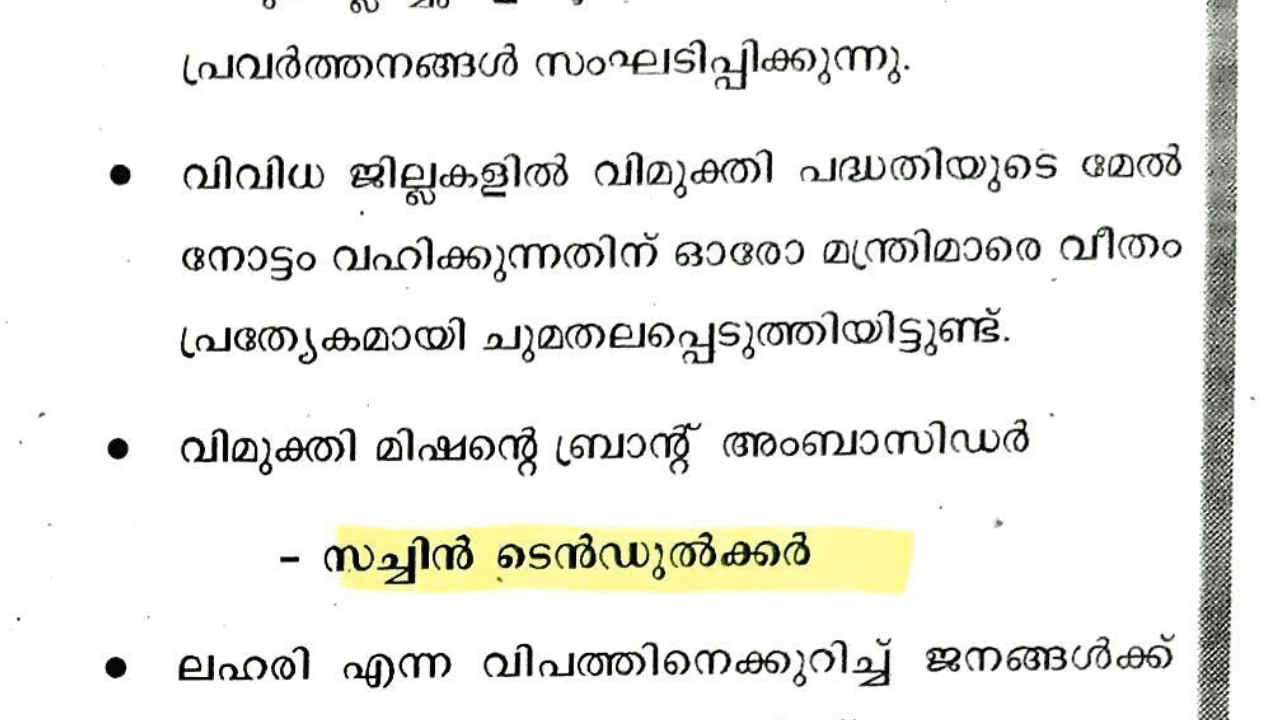 പ്രവർത്തനങ്ങൾ സംഘടിപ്പിക്കുന്നു.
● വിവിധ ജില്ലകളിൽ വിമുക്തി പദ്ധതിയുടെ മേൽ
നോട്ടം വഹിക്കുന്നതിന് ഓരോ മന്ത്രിമാരെ വീതം
പ്രത്യേകമായി ചുമതലപ്പെടുത്തിയിട്ടുണ്ട്.
● വിമുക്തി മിഷന്റെ ബ്രാന്റ് അംബാസിഡർ
– സച്ചിൻ ടെൻഡുൽക്കർ
● ലഹരി എന്ന വിപത്തിനെക്കുറിച്ച് ജനങ്ങൾക്ക്